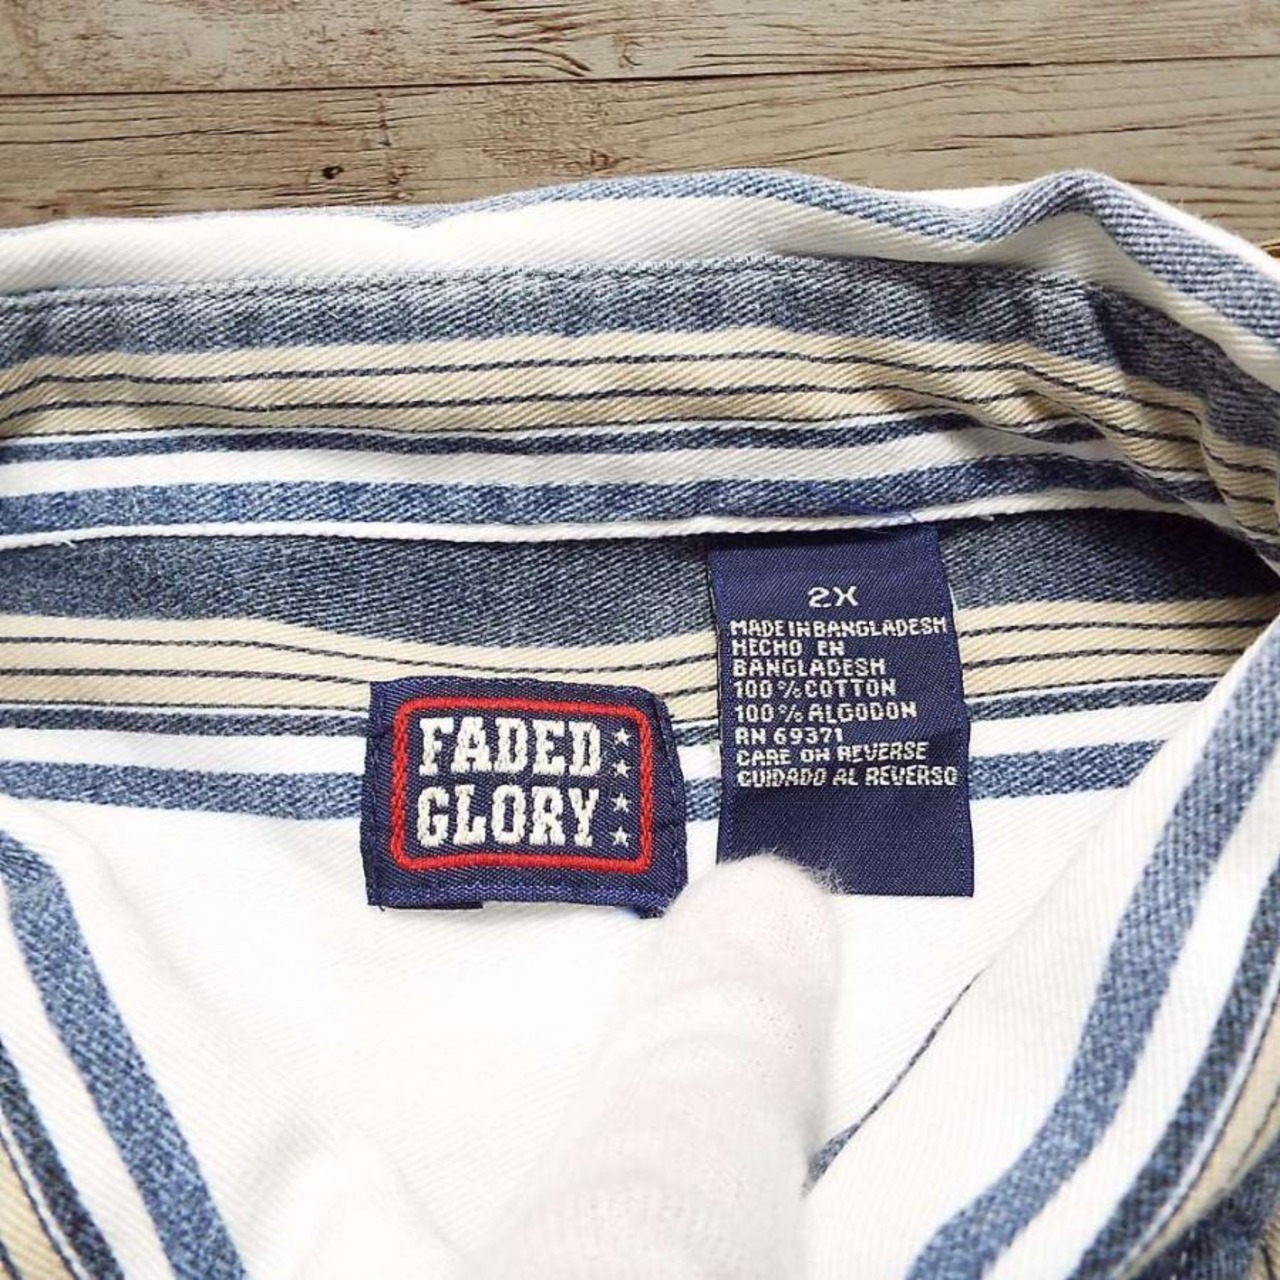 FADED
GLORY
2X
MADE IN BANGLADESH
HECHO EN
BANGLADESH
100% COTTON
100% ALGODON
RN 69371
CARE ON REVERSE
CUIDADO AL REVERSO